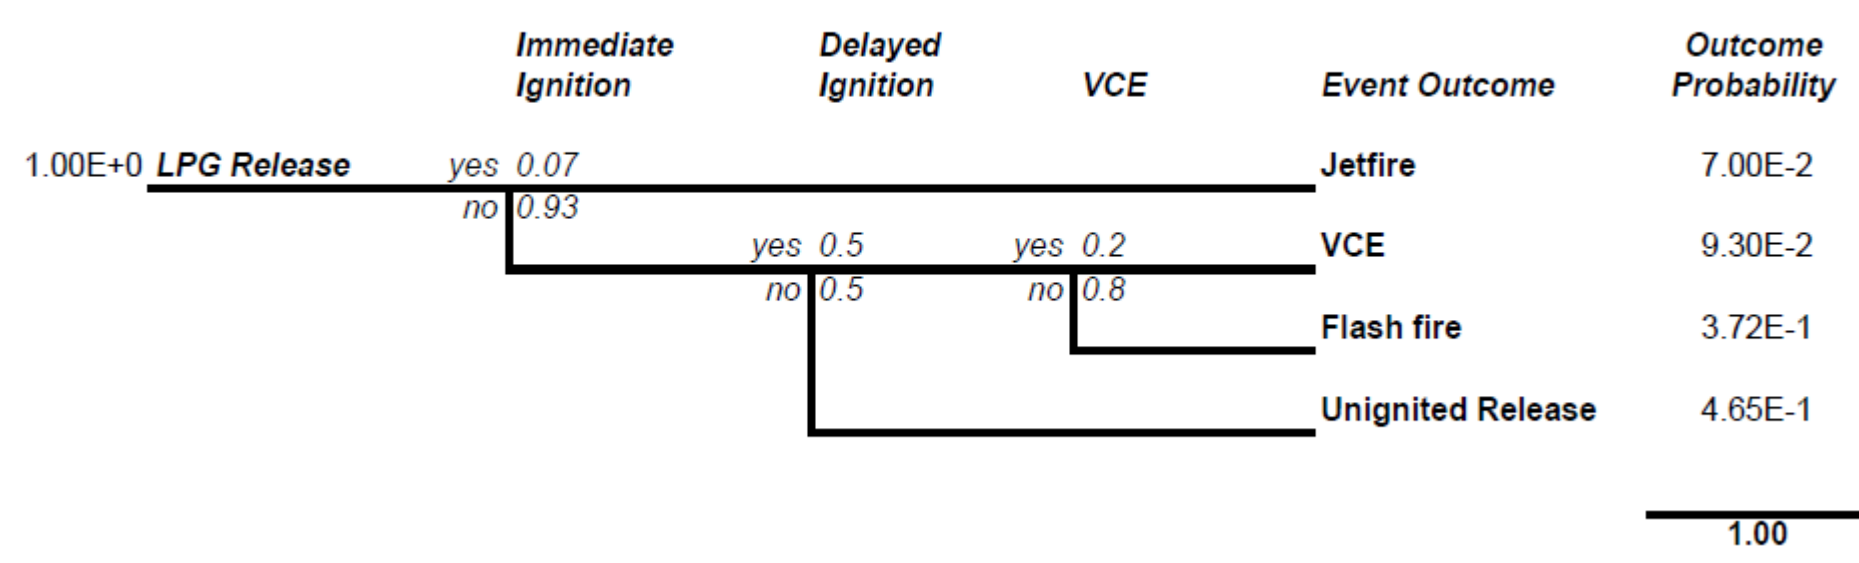 Immediate Delayed Outcome
Ignition Ignition VCE Event Outcome Probability
1.00E+0 LPG Release yes 0.07 Jetfire 7.00E-2
no 0.93
yes 0.5 yes 0.2 VCE 9.30E-2
no 0.5 no 0.8
Flash fire 3.72E-1
Unignited Release 4.65E-1
1.00